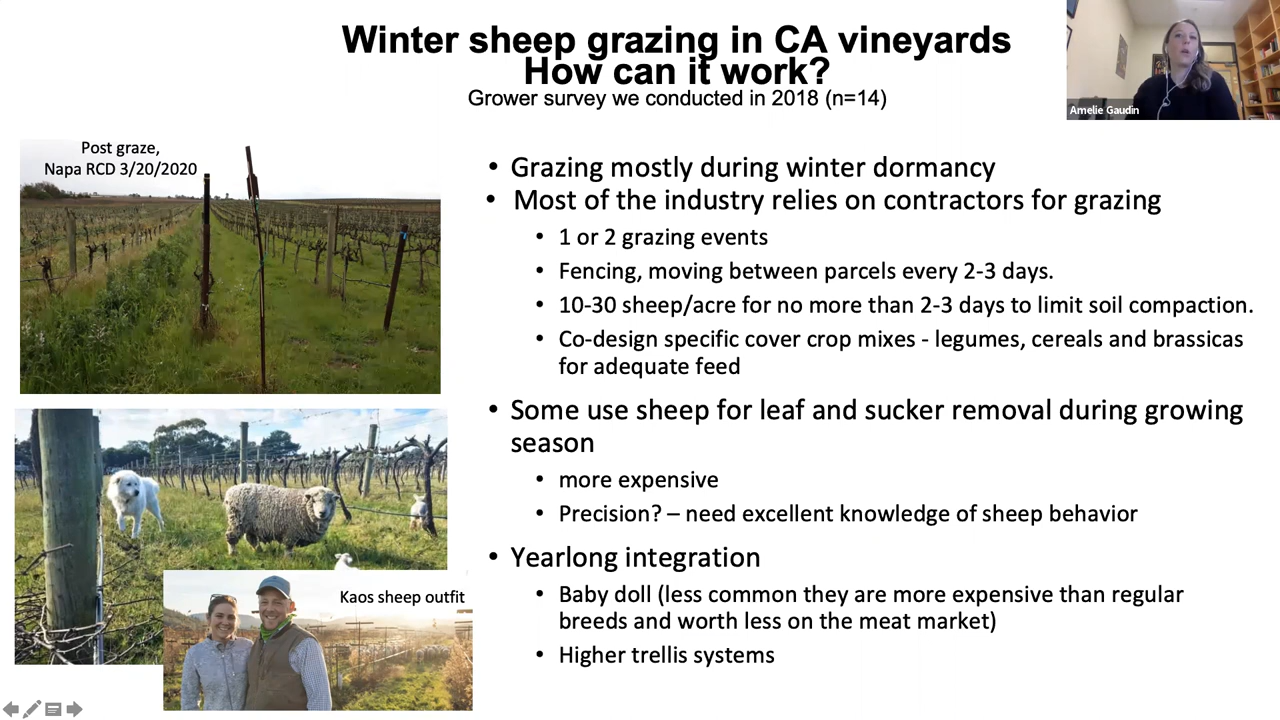 Winter sheep grazing in CA vineyards
How can it work?
Grower survey we conducted in 2018 (n=14)
Amelie Gaudin
Post graze,
Napa RCD 3/20/2020
• Grazing mostly during winter dormancy
• Most of the industry relies on contractors for grazing
• 1 or 2 grazing events
• Fencing, moving between parcels every 2-3 days.
• 10-30 sheep/acre for no more than 2-3 days to limit soil compaction.
• Co-design specific cover crop mixes - legumes, cereals and brassicas
for adequate feed
• Some use sheep for leaf and sucker removal during growing
season
• more expensive
• Precision? – need excellent knowledge of sheep behavior
• Yearlong integration
• Baby doll (less common they are more expensive than regular
breeds and worth less on the meat market)
• Higher trellis systems
Kaos sheep outfit